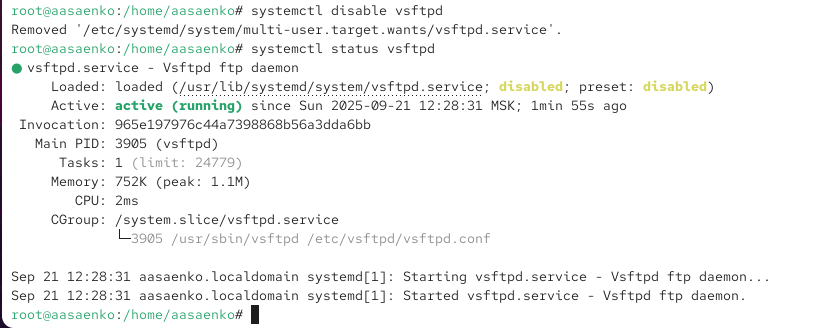 root@aasaenko:/home/aasaenko# systemctl disable vsftpd
Removed '/etc/systemd/system/multi-user.target.wants/vsftpd.service'.
root@aasaenko:/home/aasaenko# systemctl status vsftpd
● vsftpd.service - Vsftpd ftp daemon
     Loaded: loaded (/usr/lib/systemd/system/vsftpd.service; disabled; preset: disabled)
     Active: active (running) since Sun 2025-09-21 12:28:31 MSK; 1min 55s ago
 Invocation: 965e197976c44a7398868b56a3dda6bb
   Main PID: 3905 (vsftpd)
      Tasks: 1 (limit: 24779)
     Memory: 752K (peak: 1.1M)
        CPU: 2ms
     CGroup: /system.slice/vsftpd.service
             └─3905 /usr/sbin/vsftpd /etc/vsftpd/vsftpd.conf

Sep 21 12:28:31 aasaenko.localdomain systemd[1]: Starting vsftpd.service - Vsftpd ftp daemon...
Sep 21 12:28:31 aasaenko.localdomain systemd[1]: Started vsftpd.service - Vsftpd ftp daemon.
root@aasaenko:/home/aasaenko#